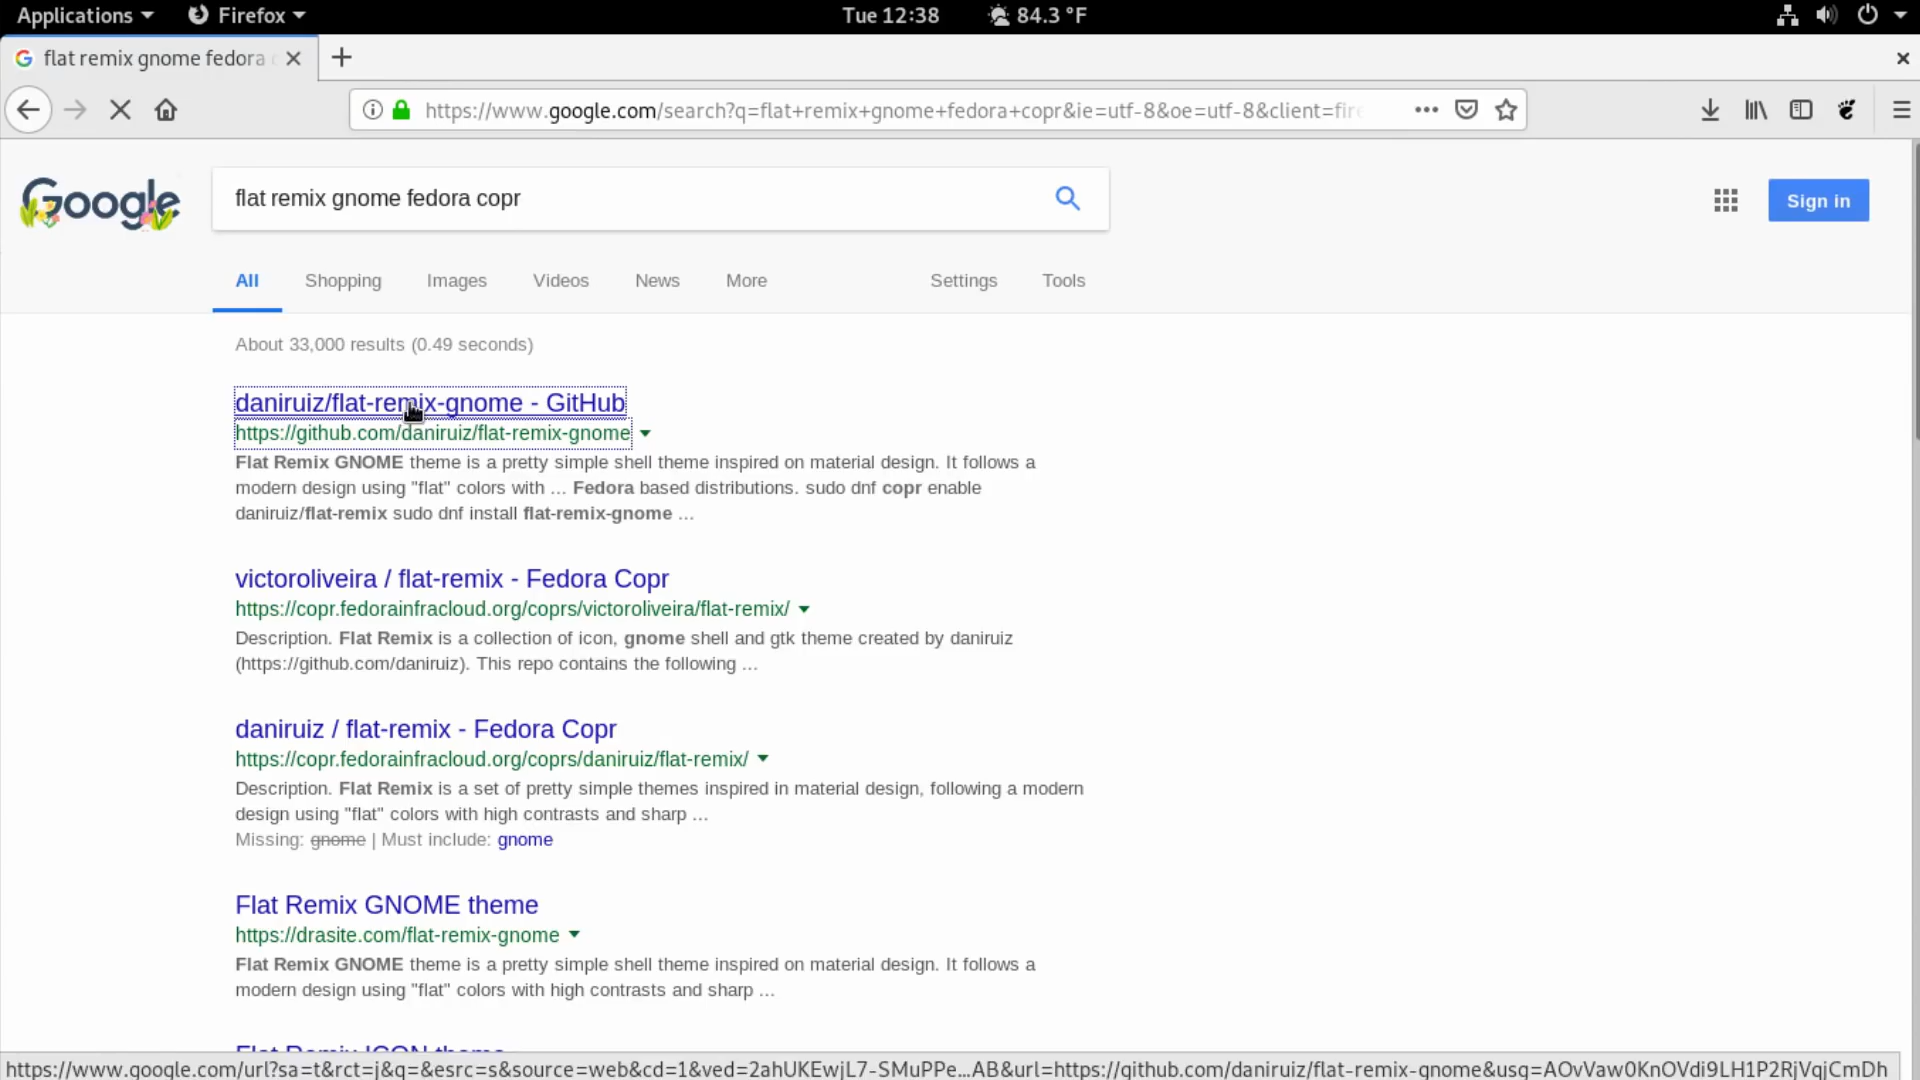 Applications Firefox Tue 12:38 84.3 °F
flat remix gnome fedora
https://www.google.com/search?q=flat+remix+gnome+fedora+copr&ie=utf-8&oe=utf-8&client=fire
Google flat remix gnome fedora copr Sign in
All Shopping Images Videos News More Settings Tools
About 33,000 results (0.49 seconds)
daniruiz/flat-remix-gnome - GitHub
https://github.com/daniruiz/flat-remix-gnome
Flat Remix GNOME theme is a pretty simple shell theme inspired on material design. It follows a
modern design using "flat" colors with ... Fedora based distributions. sudo dnf copr enable
daniruiz/flat-remix sudo dnf install flat-remix-gnome ...
victoroliveira / flat-remix - Fedora Copr
https://copr.fedorainfracloud.org/coprs/victoroliveira/flat-remix/
Description. Flat Remix is a collection of icon, gnome shell and gtk theme created by daniruiz
(https://github.com/daniruiz). This repo contains the following ...
daniruiz / flat-remix - Fedora Copr
https://copr.fedorainfracloud.org/coprs/daniruiz/flat-remix/
Description. Flat Remix is a set of pretty simple themes inspired in material design, following a modern
design using "flat" colors with high contrasts and sharp ...
Missing: gnome | Must include: gnome
Flat Remix GNOME theme
https://drasite.com/flat-remix-gnome
Flat Remix GNOME theme is a pretty simple shell theme inspired on material design. It follows a
modern design using "flat" colors with high contrasts and sharp ...
Flat Remix ICON theme
https://www.google.com/url?sa=t&rct=j&q=&esrc=s&source=web&cd=1&ved=2ahUKEwjL7-SMuPPe...AB&url=https://github.com/daniruiz/flat-remix-gnome&usg=AOvVaw0KnOVdi9LH1P2RjVqjCmDh